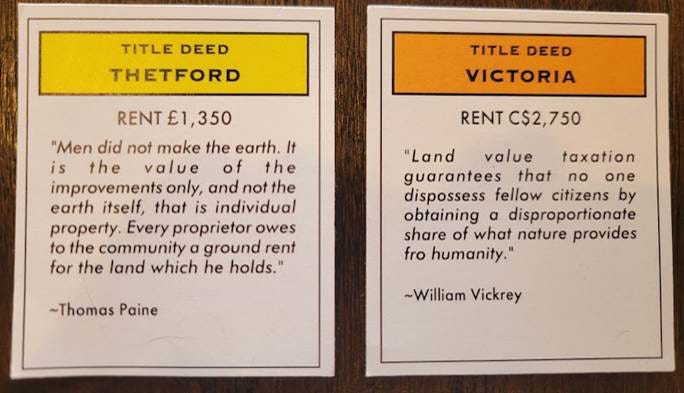 TITLE DEED
THETFORD
RENT £1,350
"Men did not make the earth. It
is the value of the
improvements only, and not the
earth itself, that is individual
property. Every proprietor owes
to the community a ground rent
for the land which he holds."
~Thomas Paine
TITLE DEED
VICTORIA
RENT C$2,750
"Land value taxation
guarantees that no one
dispossess fellow citizens by
obtaining a disproportionate
share of what nature provides
fro humanity."
~William Vickrey